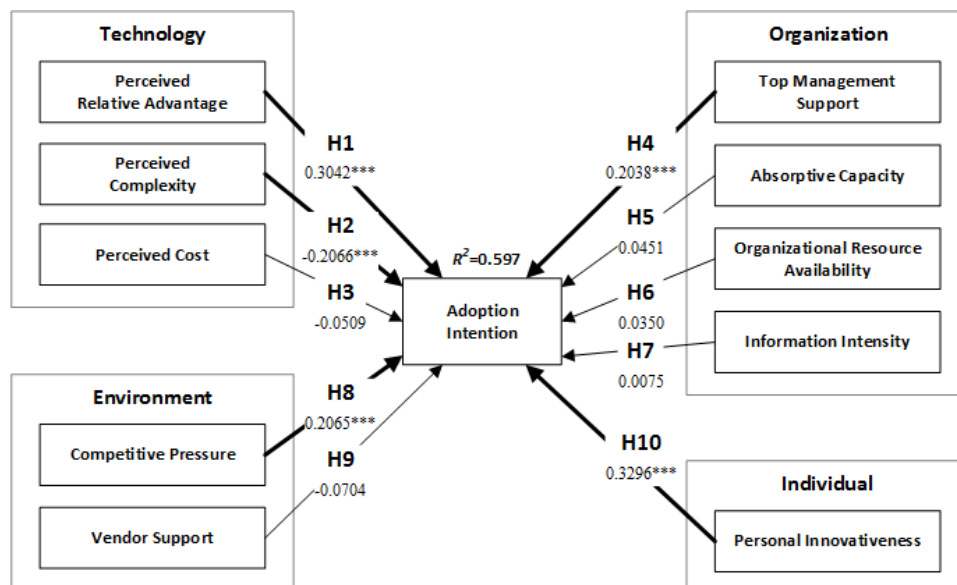 Technology
Perceived
Relative Advantage
Perceived
Complexity
Perceived Cost
H1
0.3042***
H2
-0.2066***
H3
-0.0509
Environment
Competitive Pressure
Vendor Support
H8
0.2065***
H9
-0.0704
R²=0.597
Adoption
Intention
Organization
Top Management
Support
Absorptive Capacity
Organizational Resource
Availability
Information Intensity
H4
0.2038***
H5
0.0451
H6
0.0350
H7
0.0075
H10
0.3296***
Individual
Personal Innovativeness